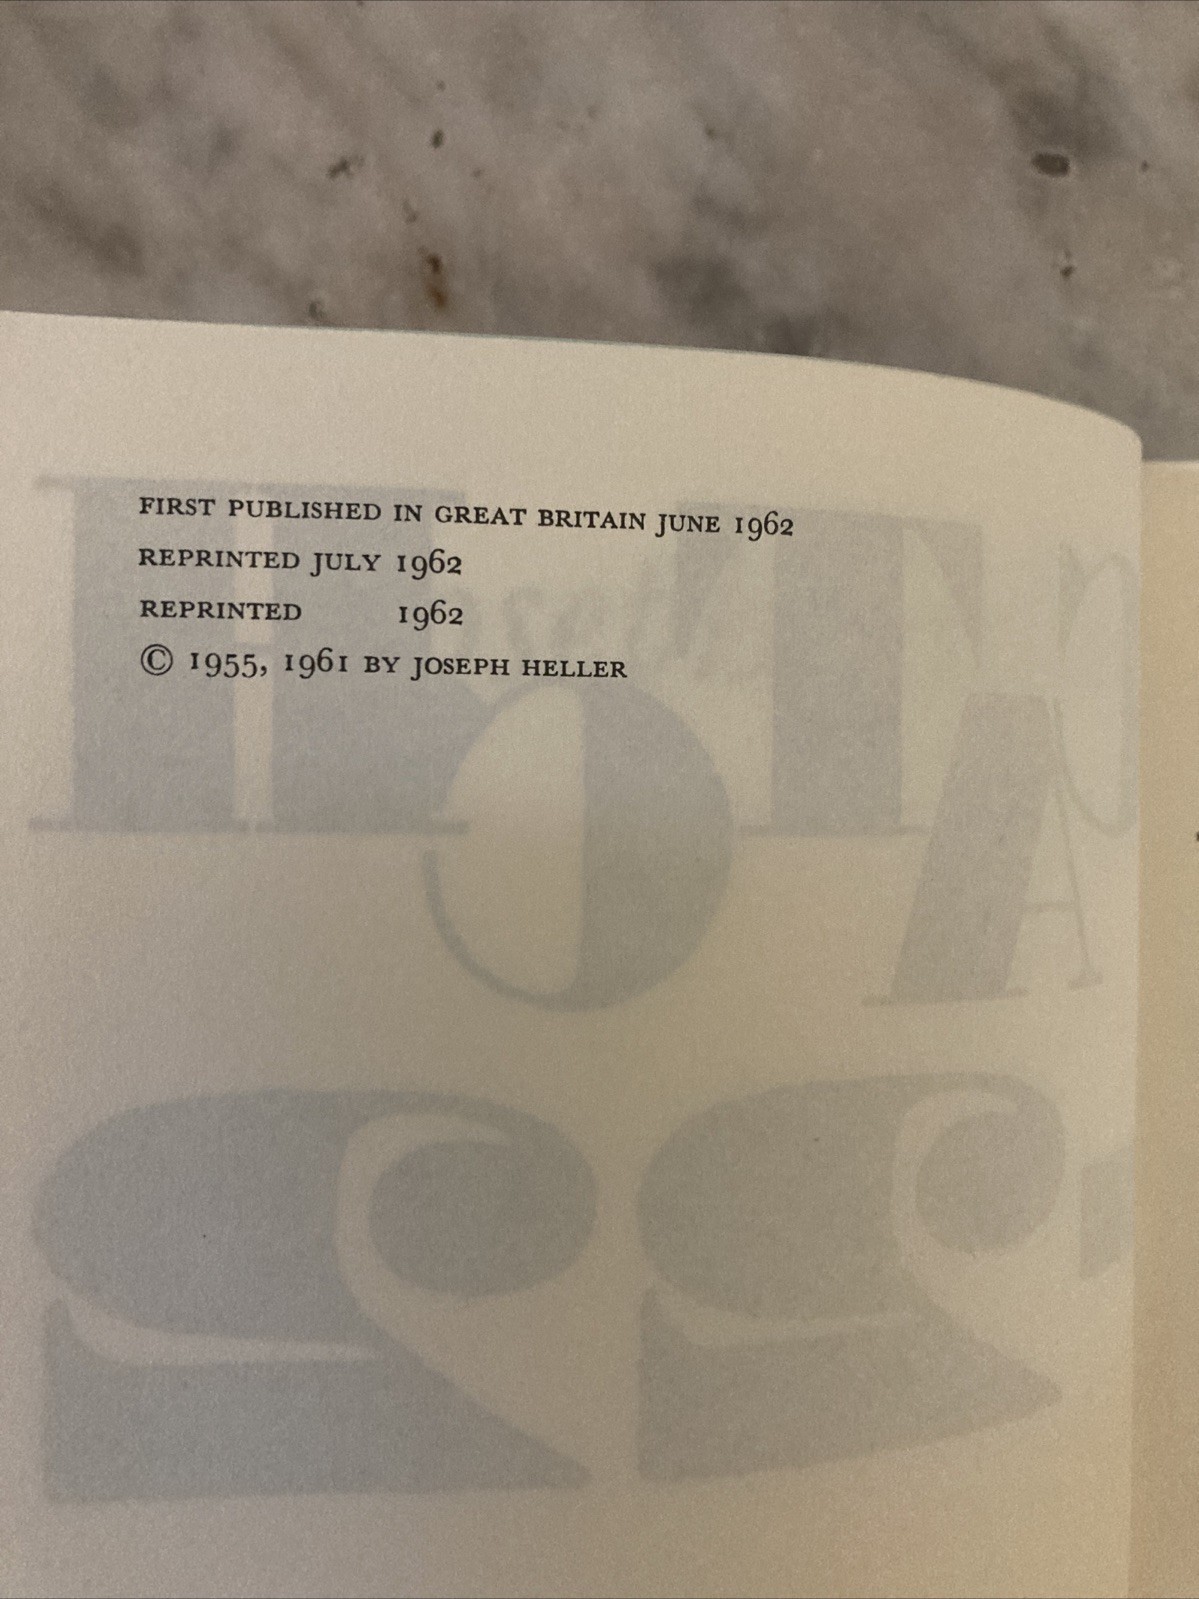 FIRST PUBLISHED IN GREAT BRITAIN JUNE 1962
REPRINTED JULY 1962
REPRINTED 1962
© 1955, 1961 BY JOSEPH HELLER